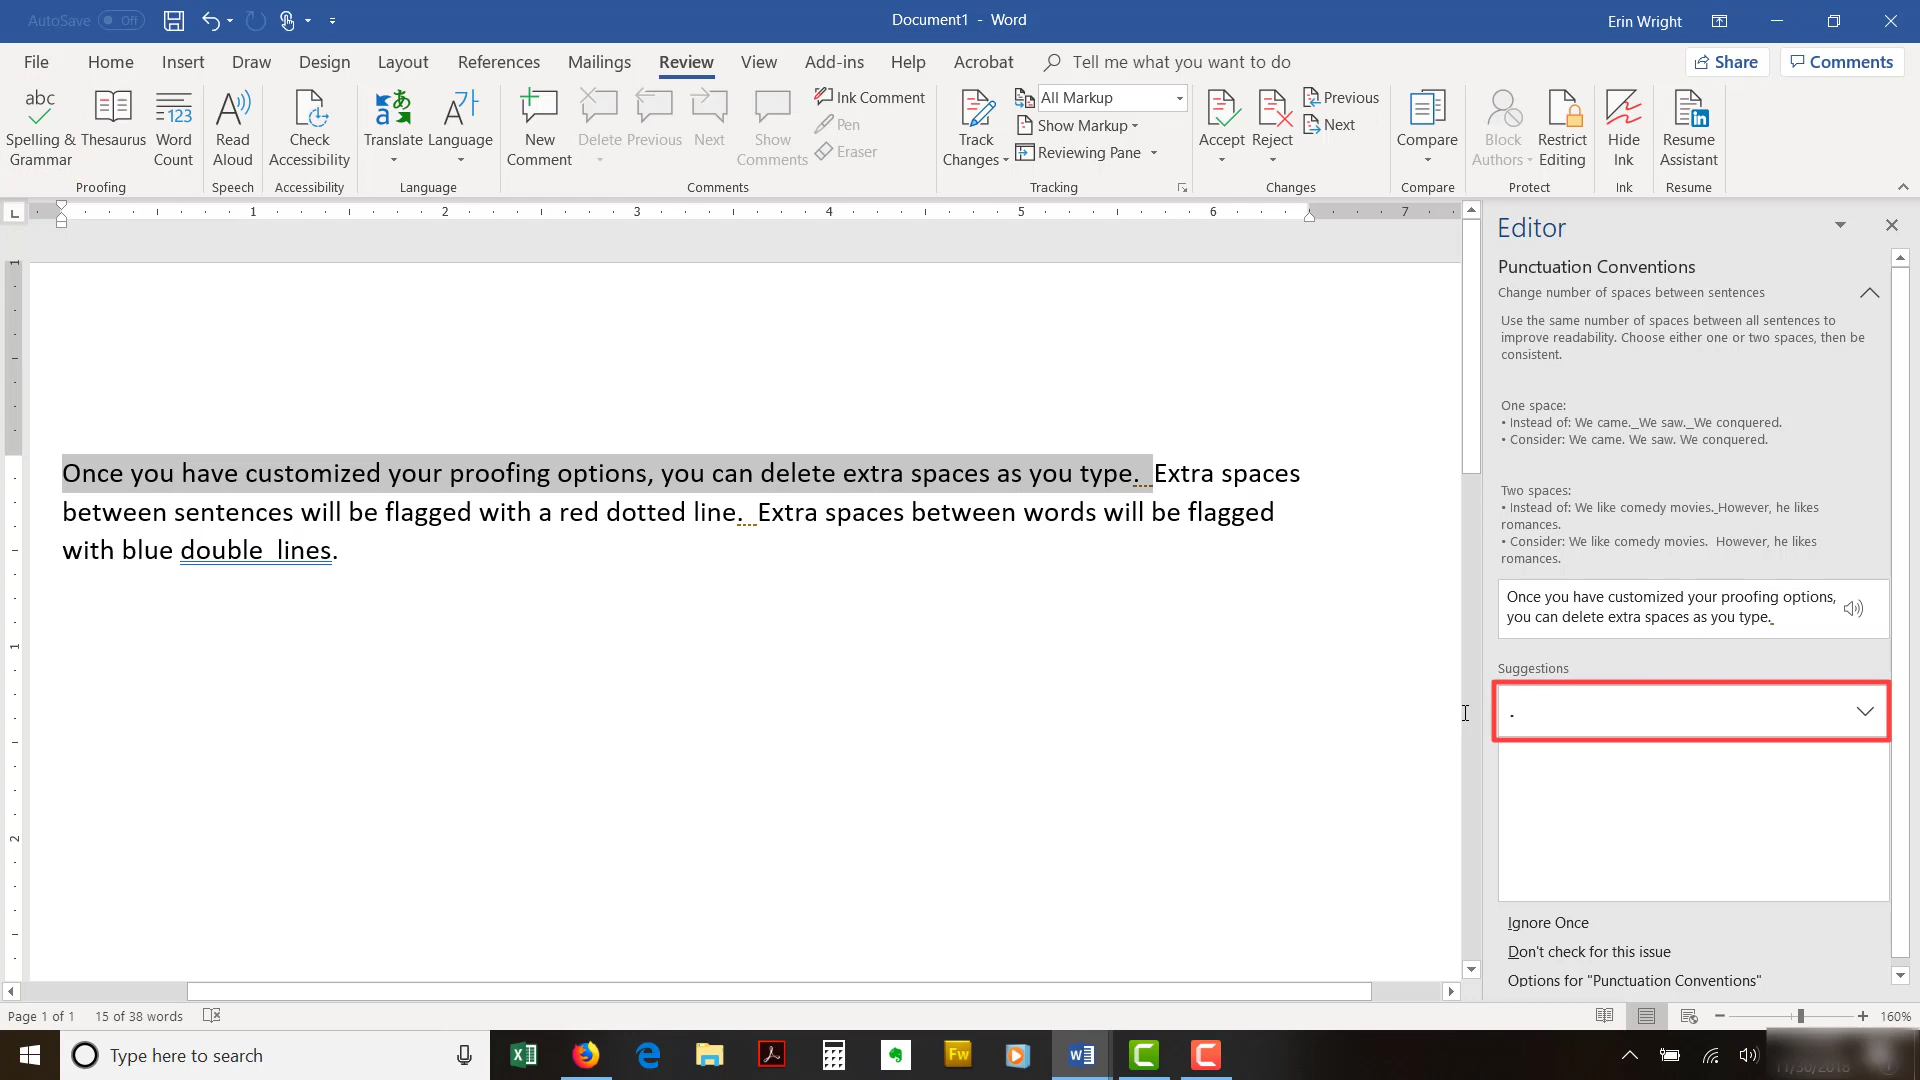 AutoSave Off
Document1 - Word
Erin Wright
File Home Insert Draw Design Layout References Mailings Review View Add-ins Help Acrobat Tell me what you want to do Share Comments
Spelling & Grammar
Thesaurus
Word Count
Proofing
Read Aloud
Speech
Check Accessibility
Accessibility
Translate
Language
Language
New Comment
Delete
Previous
Next
Show Comments
Ink Comment
Pen
Eraser
Comments
Track Changes
All Markup
Show Markup
Reviewing Pane
Tracking
Accept
Reject
Previous
Next
Changes
Compare
Compare
Block Authors
Restrict Editing
Protect
Hide Ink
Ink
Resume Assistant
Resume
1 2 3 4 5 6 7
Once you have customized your proofing options, you can delete extra spaces as you type.  Extra spaces
between sentences will be flagged with a red dotted line.  Extra spaces between words will be flagged
with blue double  lines.
Editor
Punctuation Conventions
Change number of spaces between sentences
Use the same number of spaces between all sentences to
improve readability. Choose either one or two spaces, then be
consistent.
One space:
• Instead of: We came._We saw._We conquered.
• Consider: We came. We saw. We conquered.
Two spaces:
• Instead of: We like comedy movies._However, he likes
romances.
• Consider: We like comedy movies.  However, he likes
romances.
Once you have customized your proofing options,
you can delete extra spaces as you type._
Suggestions
.
Ignore Once
Don't check for this issue
Options for "Punctuation Conventions"
Page 1 of 1 15 of 38 words
160%
Type here to search